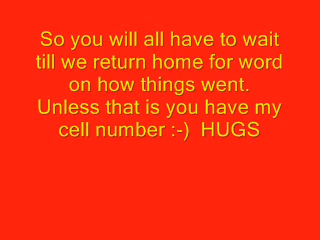 So you will all have to wait
till we return home for word
on how things went.
Unless that is you have my
cell number :-)  HUGS